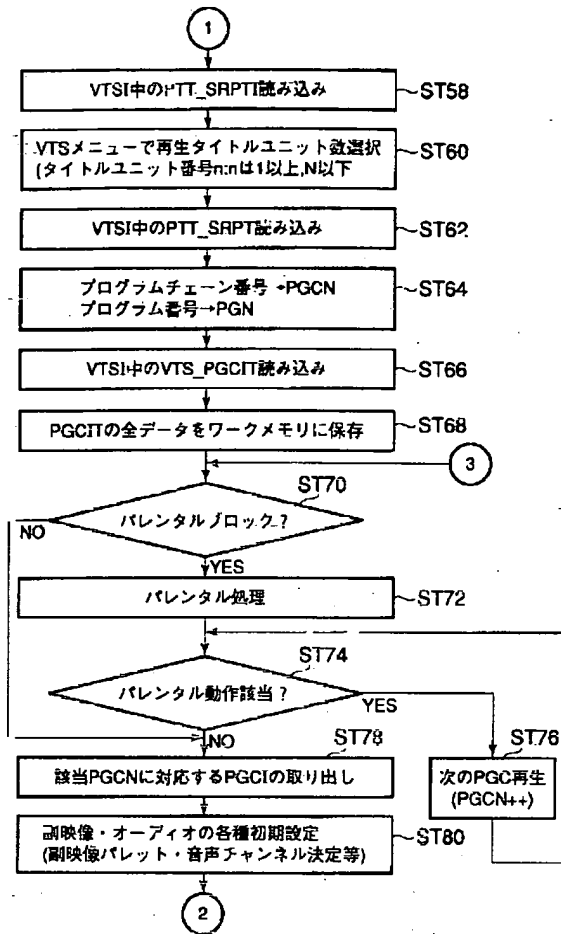 1
VTSI中のPTT_SRPTI読み込み
ST58
VTSメニューで再生タイトルユニット数選択
(タイトルユニット番号n:nは1以上,N以下
ST60
VTSI中のPTT_SRPT読み込み
ST62
プログラムチェーン番号→PGCN
プログラム番号→PGN
ST64
VTSI中のVTS_PGCIT読み込み
ST66
PGCITの全データをワークメモリに保存
ST68
3
ST70
パレンタルブロック?
NO
YES
パレンタル処理
ST72
ST74
パレンタル動作該当?
YES
NO
ST78
ST76
該当PGCNに対応するPGCIの取り出し
次のPGC再生
(PGCN++)
副映像・オーディオの各種初期設定
(副映像パレット・音声チャンネル決定等)
ST80
2